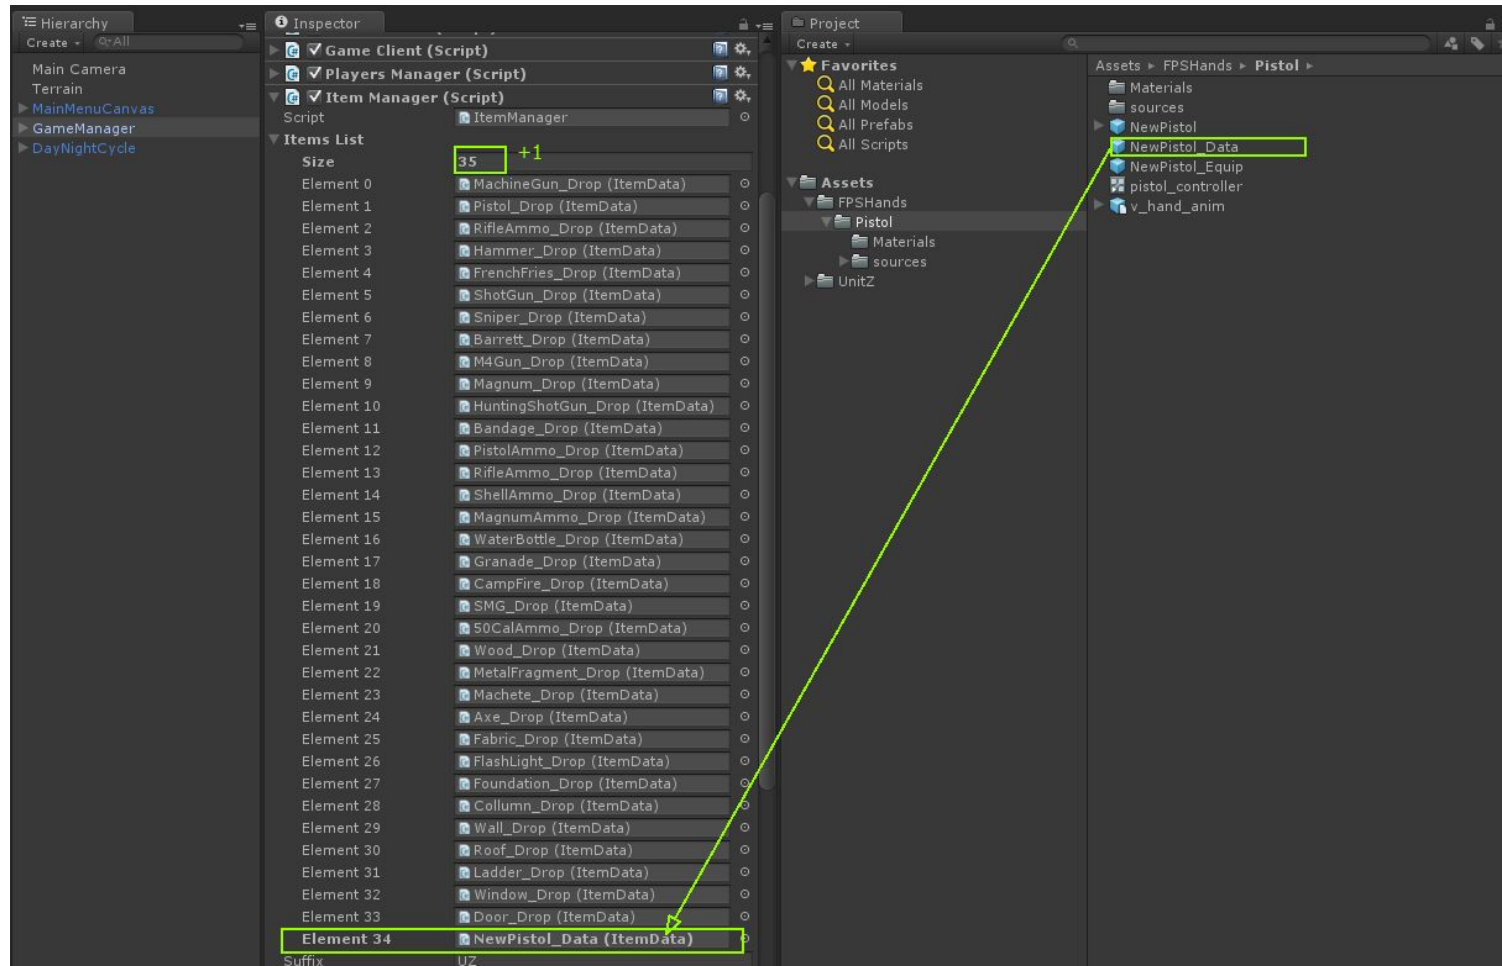 Hierarchy
Create
All
Main Camera
Terrain
MainMenuCanvas
GameManager
DayNightCycle
Inspector
Game Client (Script)
Players Manager (Script)
Item Manager (Script)
Script ItemManager
Items List
Size 35 +1
Element 0 MachineGun_Drop (ItemData)
Element 1 Pistol_Drop (ItemData)
Element 2 RifleAmmo_Drop (ItemData)
Element 3 Hammer_Drop (ItemData)
Element 4 FrenchFries_Drop (ItemData)
Element 5 ShotGun_Drop (ItemData)
Element 6 Sniper_Drop (ItemData)
Element 7 Barrett_Drop (ItemData)
Element 8 M4Gun_Drop (ItemData)
Element 9 Magnum_Drop (ItemData)
Element 10 HuntingShotGun_Drop (ItemData)
Element 11 Bandage_Drop (ItemData)
Element 12 PistolAmmo_Drop (ItemData)
Element 13 RifleAmmo_Drop (ItemData)
Element 14 ShellAmmo_Drop (ItemData)
Element 15 MagnumAmmo_Drop (ItemData)
Element 16 WaterBottle_Drop (ItemData)
Element 17 Granade_Drop (ItemData)
Element 18 CampFire_Drop (ItemData)
Element 19 SMG_Drop (ItemData)
Element 20 50CalAmmo_Drop (ItemData)
Element 21 Wood_Drop (ItemData)
Element 22 MetalFragment_Drop (ItemData)
Element 23 Machete_Drop (ItemData)
Element 24 Axe_Drop (ItemData)
Element 25 Fabric_Drop (ItemData)
Element 26 FlashLight_Drop (ItemData)
Element 27 Foundation_Drop (ItemData)
Element 28 Collumn_Drop (ItemData)
Element 29 Wall_Drop (ItemData)
Element 30 Roof_Drop (ItemData)
Element 31 Ladder_Drop (ItemData)
Element 32 Window_Drop (ItemData)
Element 33 Door_Drop (ItemData)
Element 34 NewPistol_Data (ItemData)
Suffix UZ
Project
Create
Favorites
All Materials
All Models
All Prefabs
All Scripts
Assets
FPSHands
Pistol
Materials
sources
UnitZ
Assets ▸ FPSHands ▸ Pistol ▸
Materials
sources
NewPistol
NewPistol_Data
NewPistol_Equip
pistol_controller
v_hand_anim